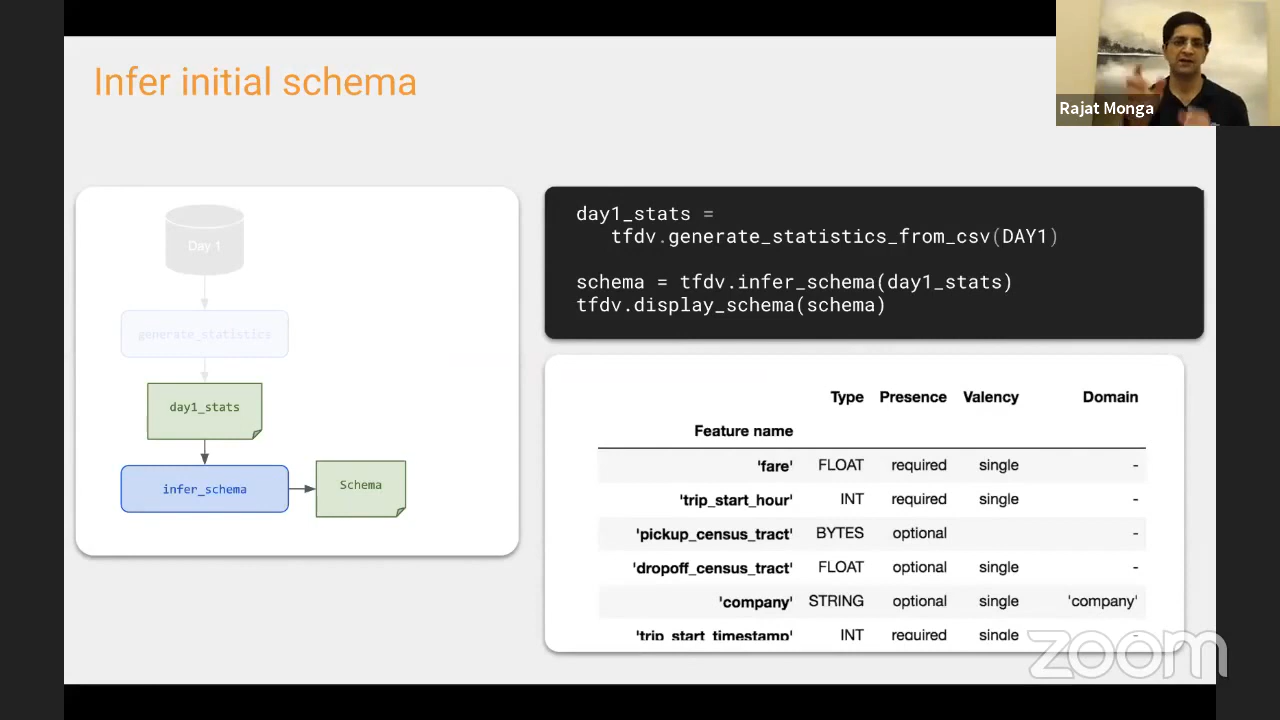 Infer initial schema
Rajat Monga
Day 1
generate_statistics
day1_stats
infer_schema
Schema
day1_stats =
tfdv.generate_statistics_from_csv(DAY1)
schema = tfdv.infer_schema(day1_stats)
tfdv.display_schema(schema)
Type Presence Valency Domain
Feature name
'fare' FLOAT required single -
'trip_start_hour' INT required single -
'pickup_census_tract' BYTES optional -
'dropoff_census_tract' FLOAT optional single -
'company' STRING optional single 'company'
'trip_start_timestamp' INT required single -
zoom